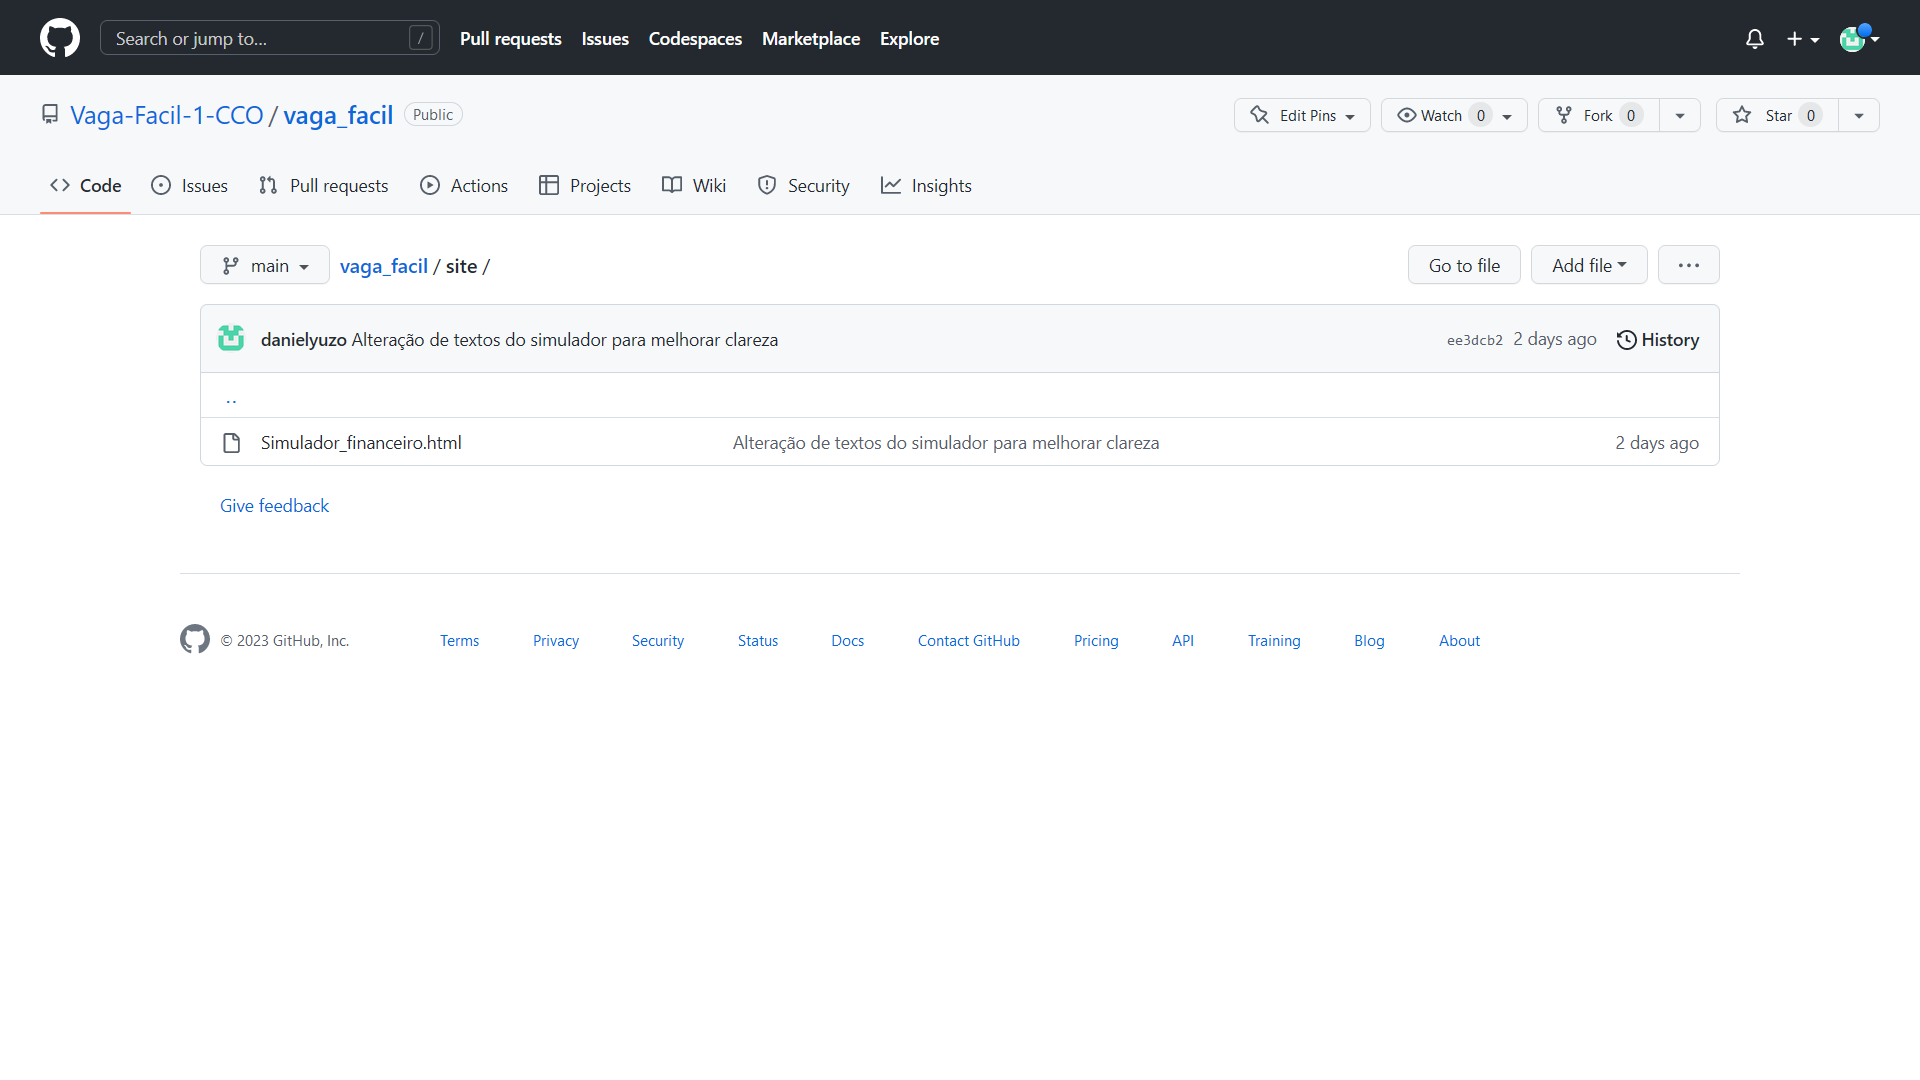 Search or jump to... / Pull requests Issues Codespaces Marketplace Explore
Vaga-Facil-1-CCO / vaga_facil Public Edit Pins Watch 0 Fork 0 Star 0
Code Issues Pull requests Actions Projects Wiki Security Insights
main vaga_facil / site / Go to file Add file ...
danielyuzo Alteração de textos do simulador para melhorar clareza ee3dcb2 2 days ago History
..
Simulador_financeiro.html Alteração de textos do simulador para melhorar clareza 2 days ago
Give feedback
© 2023 GitHub, Inc. Terms Privacy Security Status Docs Contact GitHub Pricing API Training Blog About